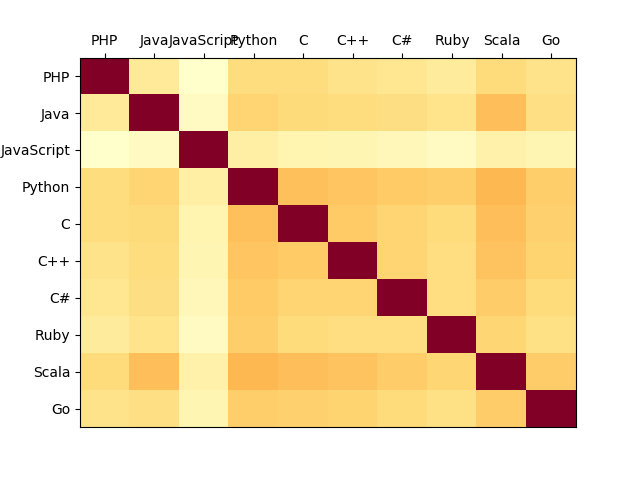 PHP Java JavaScript Python C C++ C# Ruby Scala Go
PHP
Java
JavaScript
Python
C
C++
C#
Ruby
Scala
Go